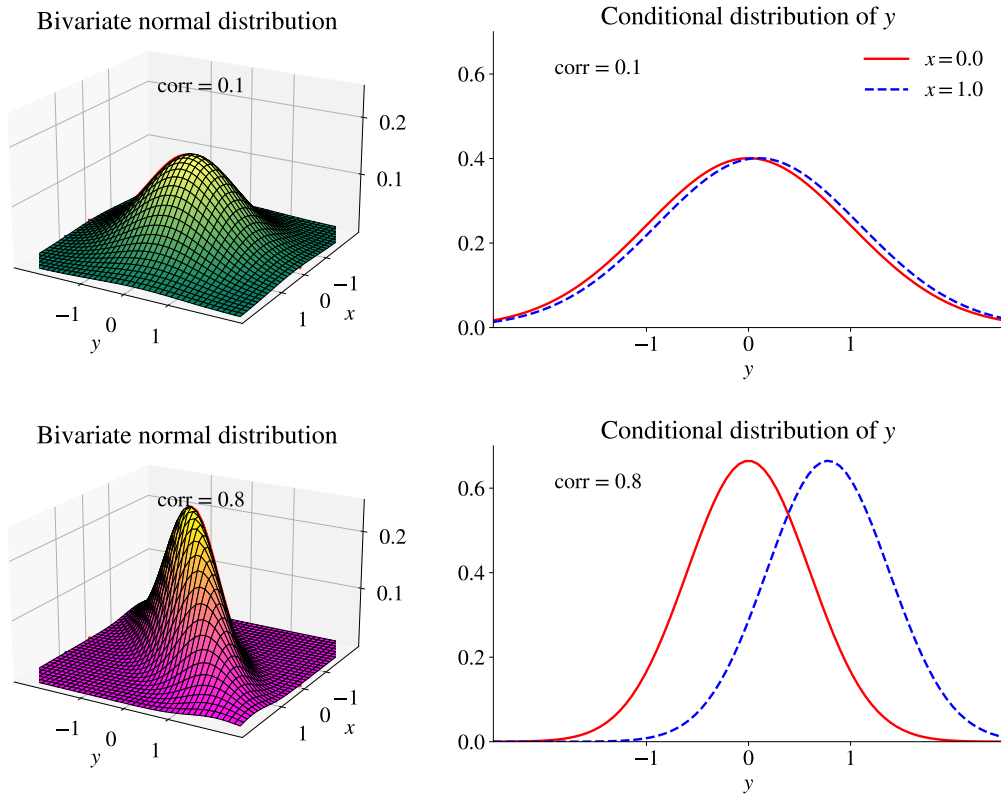 Bivariate normal distribution
corr = 0.1
0.2
0.1
−1
0
1
y
−1
0
1
x
Conditional distribution of y
corr = 0.1
x = 0.0
x = 1.0
0.6
0.4
0.2
0.0
−1 0 1
y
Bivariate normal distribution
corr = 0.8
0.2
0.1
−1
0
1
y
−1
0
1
x
Conditional distribution of y
corr = 0.8
0.6
0.4
0.2
0.0
−1 0 1
y